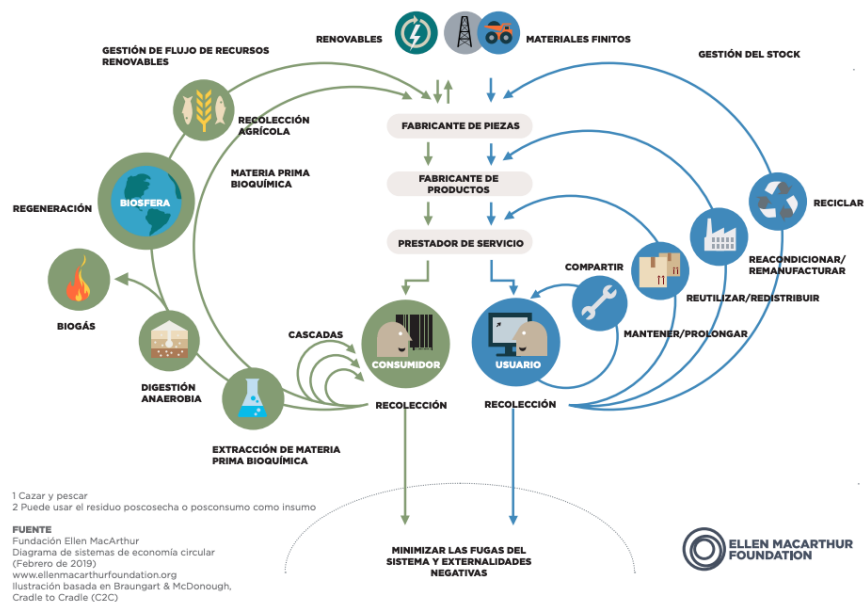 RENOVABLES
MATERIALES FINITOS
GESTIÓN DE FLUJO DE RECURSOS
RENOVABLES
GESTIÓN DEL STOCK
RECOLECCIÓN
AGRÍCOLA
FABRICANTE DE PIEZAS
MATERIA PRIMA
BIOQUÍMICA
FABRICANTE DE
PRODUCTOS
REGENERACIÓN
BIOSFERA
RECICLAR
PRESTADOR DE SERVICIO
REACONDICIONAR/
REMANUFACTURAR
COMPARTIR
REUTILIZAR/REDISTRIBUIR
BIOGÁS
CASCADAS
MANTENER/PROLONGAR
CONSUMIDOR
USUARIO
DIGESTIÓN
ANAEROBIA
RECOLECCIÓN
RECOLECCIÓN
EXTRACCIÓN DE MATERIA
PRIMA BIOQUÍMICA
1 Cazar y pescar
2 Puede usar el residuo poscosecha o posconsumo como insumo
FUENTE
Fundación Ellen MacArthur
Diagrama de sistemas de economía circular
(Febrero de 2019)
www.ellenmacarthurfoundation.org
Ilustración basada en Braungart & McDonough,
Cradle to Cradle (C2C)
MINIMIZAR LAS FUGAS DEL
SISTEMA Y EXTERNALIDADES
NEGATIVAS
ELLEN MACARTHUR
FOUNDATION